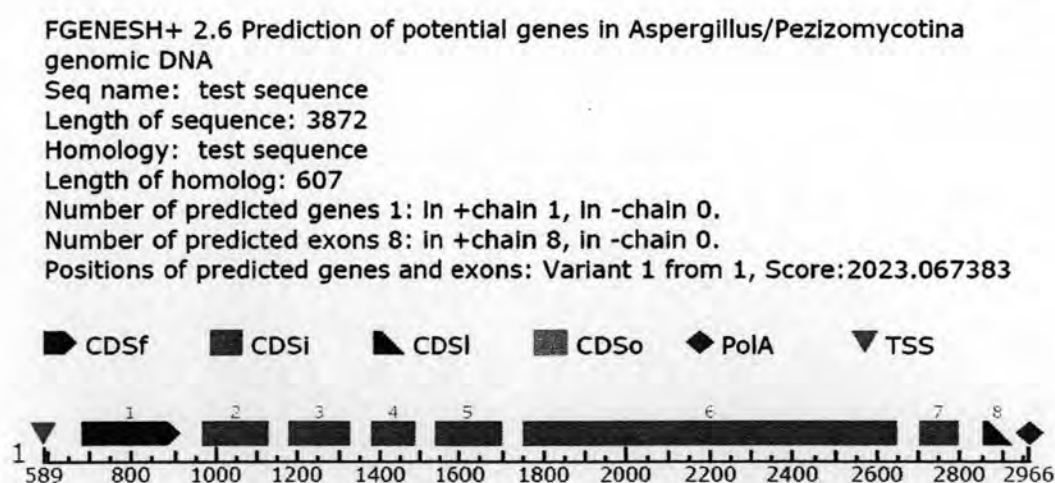 FGENESH+ 2.6 Prediction of potential genes in Aspergillus/Pezizomycotina
genomic DNA
Seq name: test sequence
Length of sequence: 3872
Homology: test sequence
Length of homolog: 607
Number of predicted genes 1: in +chain 1, in -chain 0.
Number of predicted exons 8: in +chain 8, in -chain 0.
Positions of predicted genes and exons: Variant 1 from 1, Score:2023.067383
CDSf CDSi CDSl CDSo PolA TSS
1 2 3 4 5 6 7 8
1
589 800 1000 1200 1400 1600 1800 2000 2200 2400 2600 2800 2966